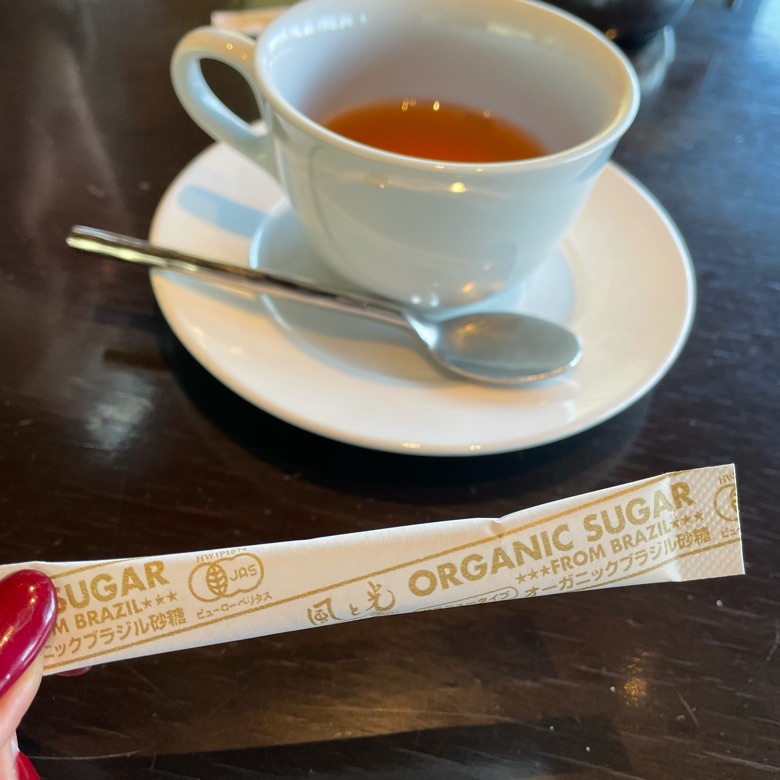 SUGAR
M BRAZIL★★★
ニックブラジル砂糖
JAS
ビューローベリタス
風と光
ORGANIC SUGAR
★★★FROM BRAZIL★★★
オーガニックブラジル砂糖